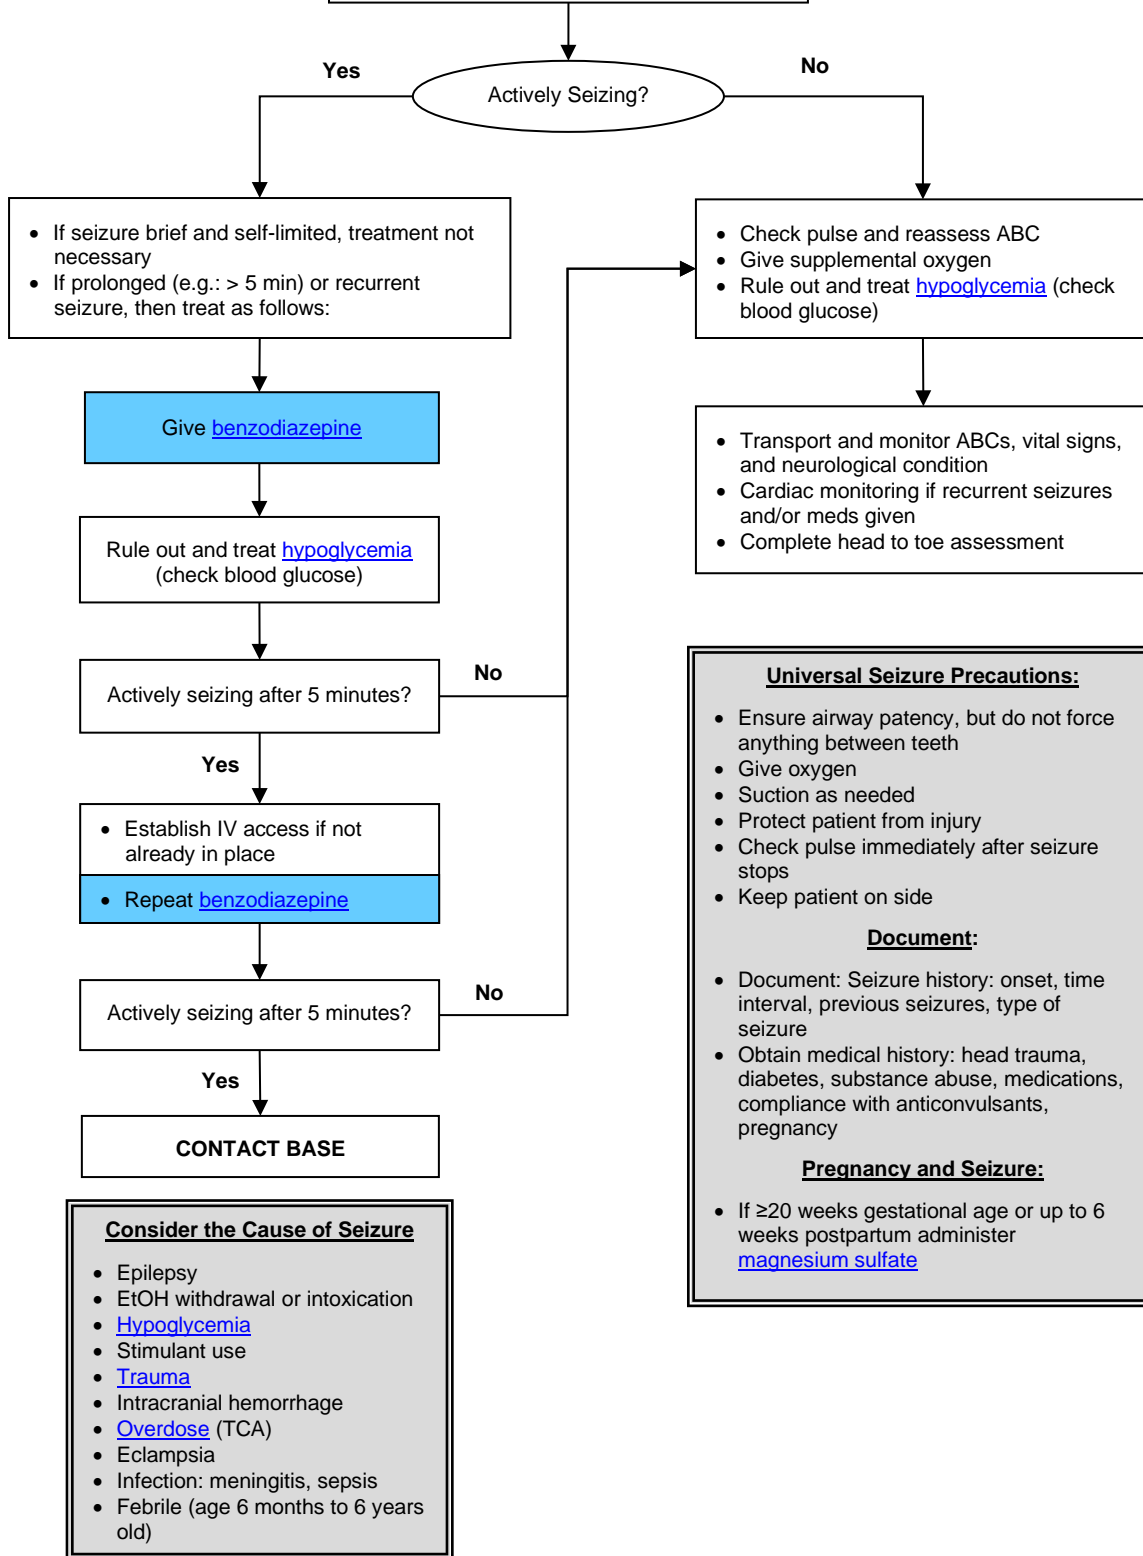 Yes
No
Actively Seizing?
• If seizure brief and self-limited, treatment not
necessary
• If prolonged (e.g.: > 5 min) or recurrent
seizure, then treat as follows:
Give benzodiazepine
Rule out and treat hypoglycemia
(check blood glucose)
Actively seizing after 5 minutes?
No
Yes
• Establish IV access if not
already in place
• Repeat benzodiazepine
Actively seizing after 5 minutes?
No
Yes
CONTACT BASE
Consider the Cause of Seizure
• Epilepsy
• EtOH withdrawal or intoxication
• Hypoglycemia
• Stimulant use
• Trauma
• Intracranial hemorrhage
• Overdose (TCA)
• Eclampsia
• Infection: meningitis, sepsis
• Febrile (age 6 months to 6 years
old)
• Check pulse and reassess ABC
• Give supplemental oxygen
• Rule out and treat hypoglycemia (check
blood glucose)
• Transport and monitor ABCs, vital signs,
and neurological condition
• Cardiac monitoring if recurrent seizures
and/or meds given
• Complete head to toe assessment
Universal Seizure Precautions:
• Ensure airway patency, but do not force
anything between teeth
• Give oxygen
• Suction as needed
• Protect patient from injury
• Check pulse immediately after seizure
stops
• Keep patient on side
Document:
• Document: Seizure history: onset, time
interval, previous seizures, type of
seizure
• Obtain medical history: head trauma,
diabetes, substance abuse, medications,
compliance with anticonvulsants,
pregnancy
Pregnancy and Seizure:
• If ≥20 weeks gestational age or up to 6
weeks postpartum administer
magnesium sulfate